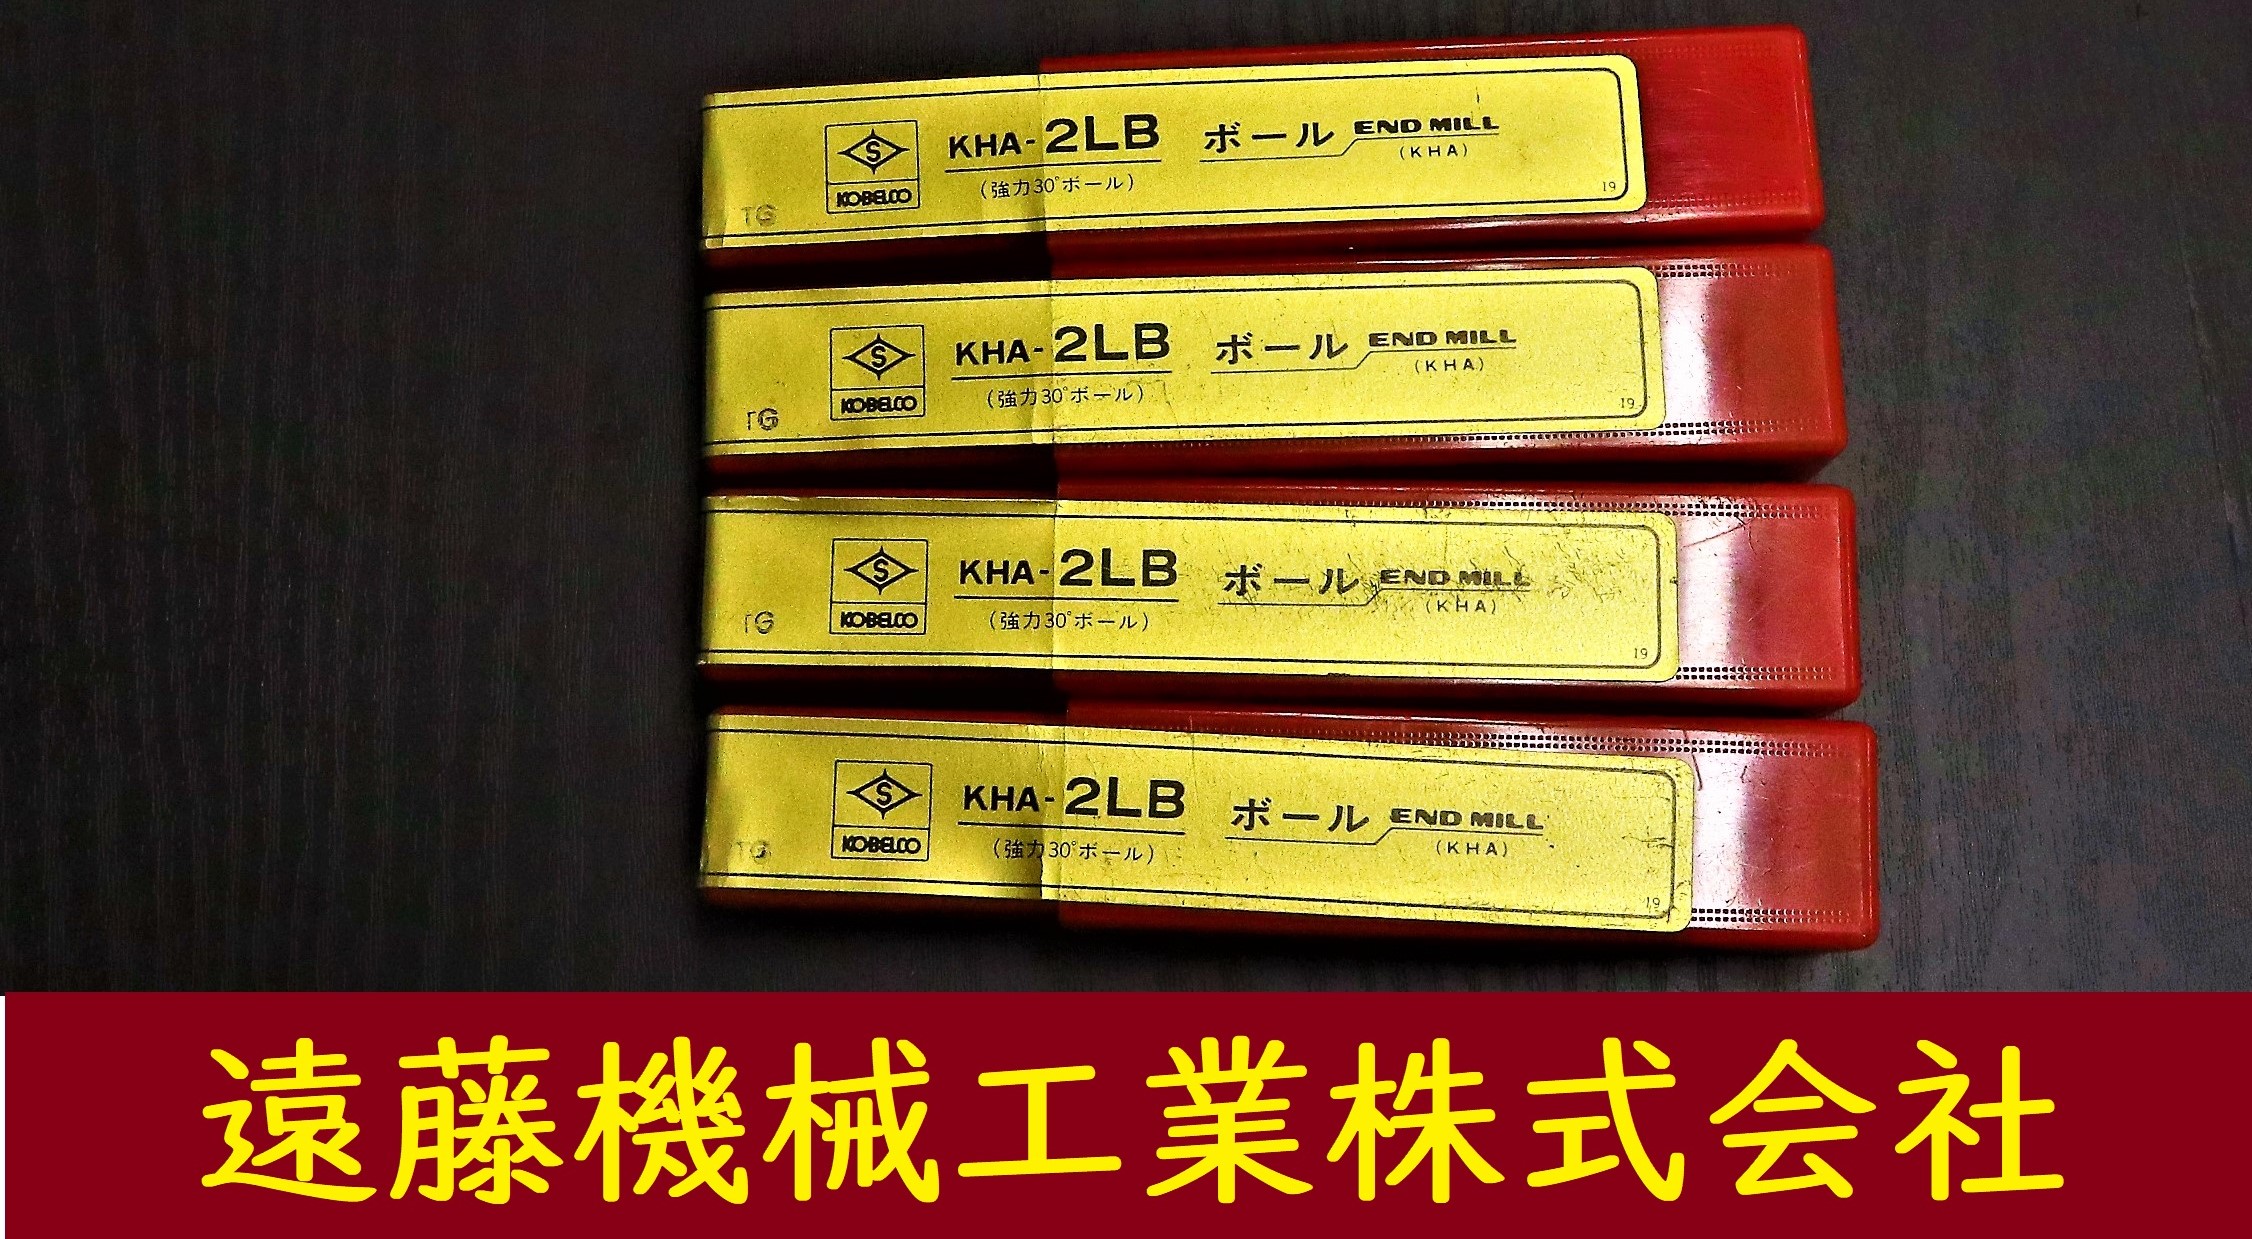 S
KOBELCO
TG
KHA-2LB
(強力30°ボール)
ボール END MILL
(KHA)
19
S
KOBELCO
TG
KHA-2LB
(強力30°ボール)
ボール END MILL
(KHA)
19
S
KOBELCO
TG
KHA-2LB
(強力30°ボール)
ボール END MILL
(KHA)
19
S
KOBELCO
TG
KHA-2LB
(強力30°ボール)
ボール END MILL
(KHA)
19
遠藤機械工業株式会社